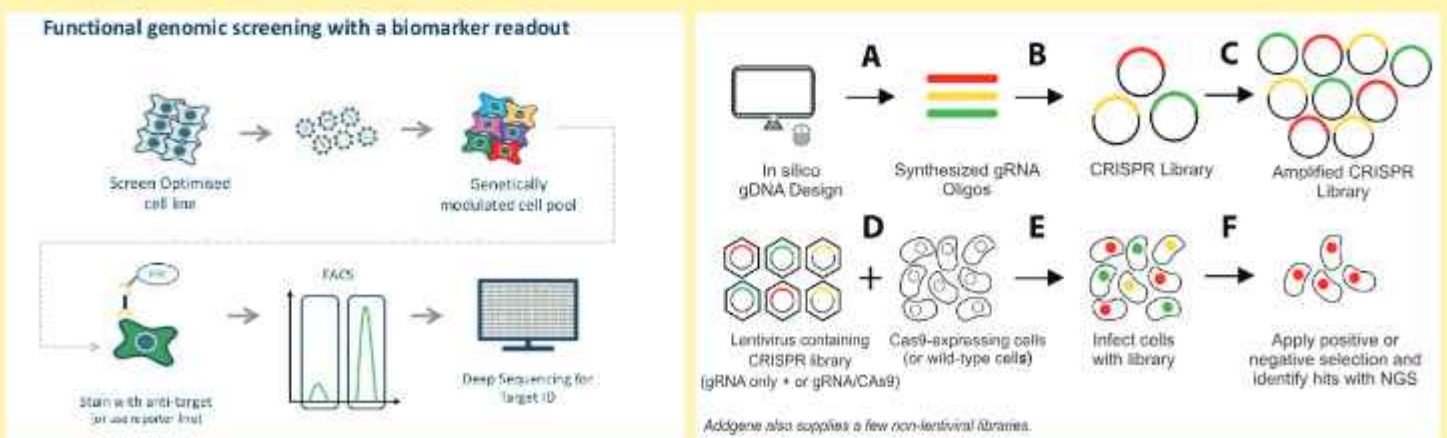 Functional genomic screening with a biomarker readout
Screen Optimised
cell line
Genetically
modulated cell pool
FACS
Stain with anti-target
(or use reporter line)
Deep Sequencing for
Target ID
A
B
C
In silico
gDNA Design
Synthesized gRNA
Oligos
CRISPR Library
Amplified CRISPR
Library
D
E
F
Lentivirus containing
CRISPR library
(gRNA only + or gRNA/CAs9)
+
Cas9-expressing cells
(or wild-type cells)
Infect cells
with library
Apply positive or
negative selection and
identify hits with NGS
Addgene also supplies a few non-lentiviral libraries.